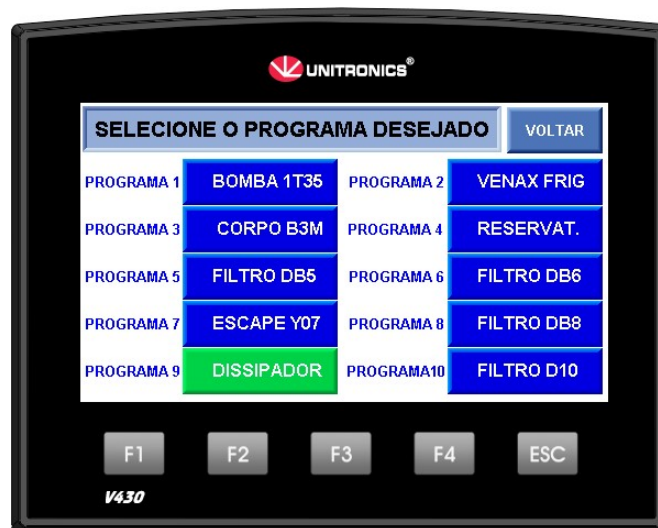 UNITRONICS®
SELECIONE O PROGRAMA DESEJADO VOLTAR
PROGRAMA 1 BOMBA 1T35 PROGRAMA 2 VENAX FRIG
PROGRAMA 3 CORPO B3M PROGRAMA 4 RESERVAT.
PROGRAMA 5 FILTRO DB5 PROGRAMA 6 FILTRO DB6
PROGRAMA 7 ESCAPE Y07 PROGRAMA 8 FILTRO DB8
PROGRAMA 9 DISSIPADOR PROGRAMA10 FILTRO D10
F1 F2 F3 F4 ESC
V430